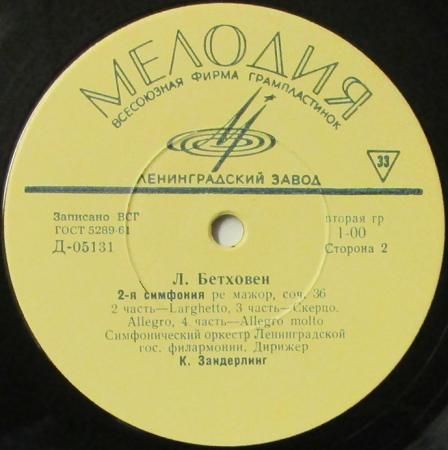 МЕЛОДИЯ
ВСЕСОЮЗНАЯ ФИРМА ГРАМПЛАСТИНОК
ЛЕНИНГРАДСКИЙ ЗАВОД
33
Записано ВСГ
ГОСТ 5289-61
Д-05131
вторая гр
1-00
Сторона 2
Л. Бетховен
2-я симфония ре мажор, соч. 36
2 часть—Larghetto, 3 часть—Скерцо.
Allegro, 4. часть—Allegro molto
Симфонический оркестр Ленинградской
гос. филармонии. Дирижер
К. Зандерлинг